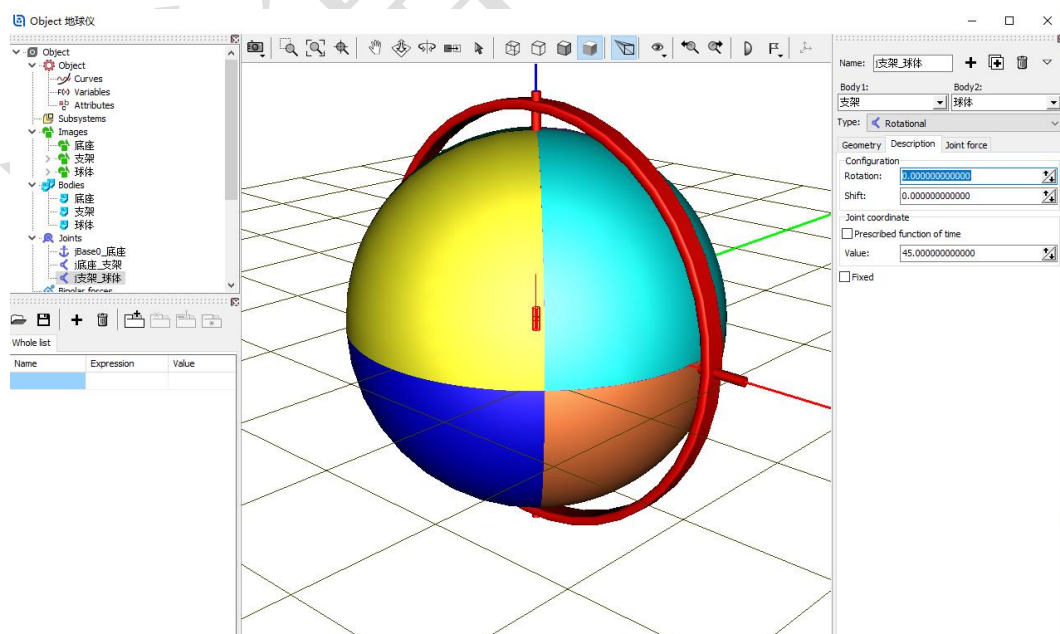 Object 地球仪
Object
Object
Curves
F(x) Variables
Attributes
Subsystems
Images
底座
支架
球体
Bodies
底座
支架
球体
Joints
jBase0_底座
j底座_支架
j支架_球体
Bipolar forces
Whole list
Name Expression Value
Name: j支架_球体
Body1: Body2:
支架 球体
Type: Rotational
Geometry Description Joint force
Configuration
Rotation: 0.000000000000
Shift: 0.000000000000
Joint coordinate
Prescribed function of time
Value: 45.000000000000
Fixed